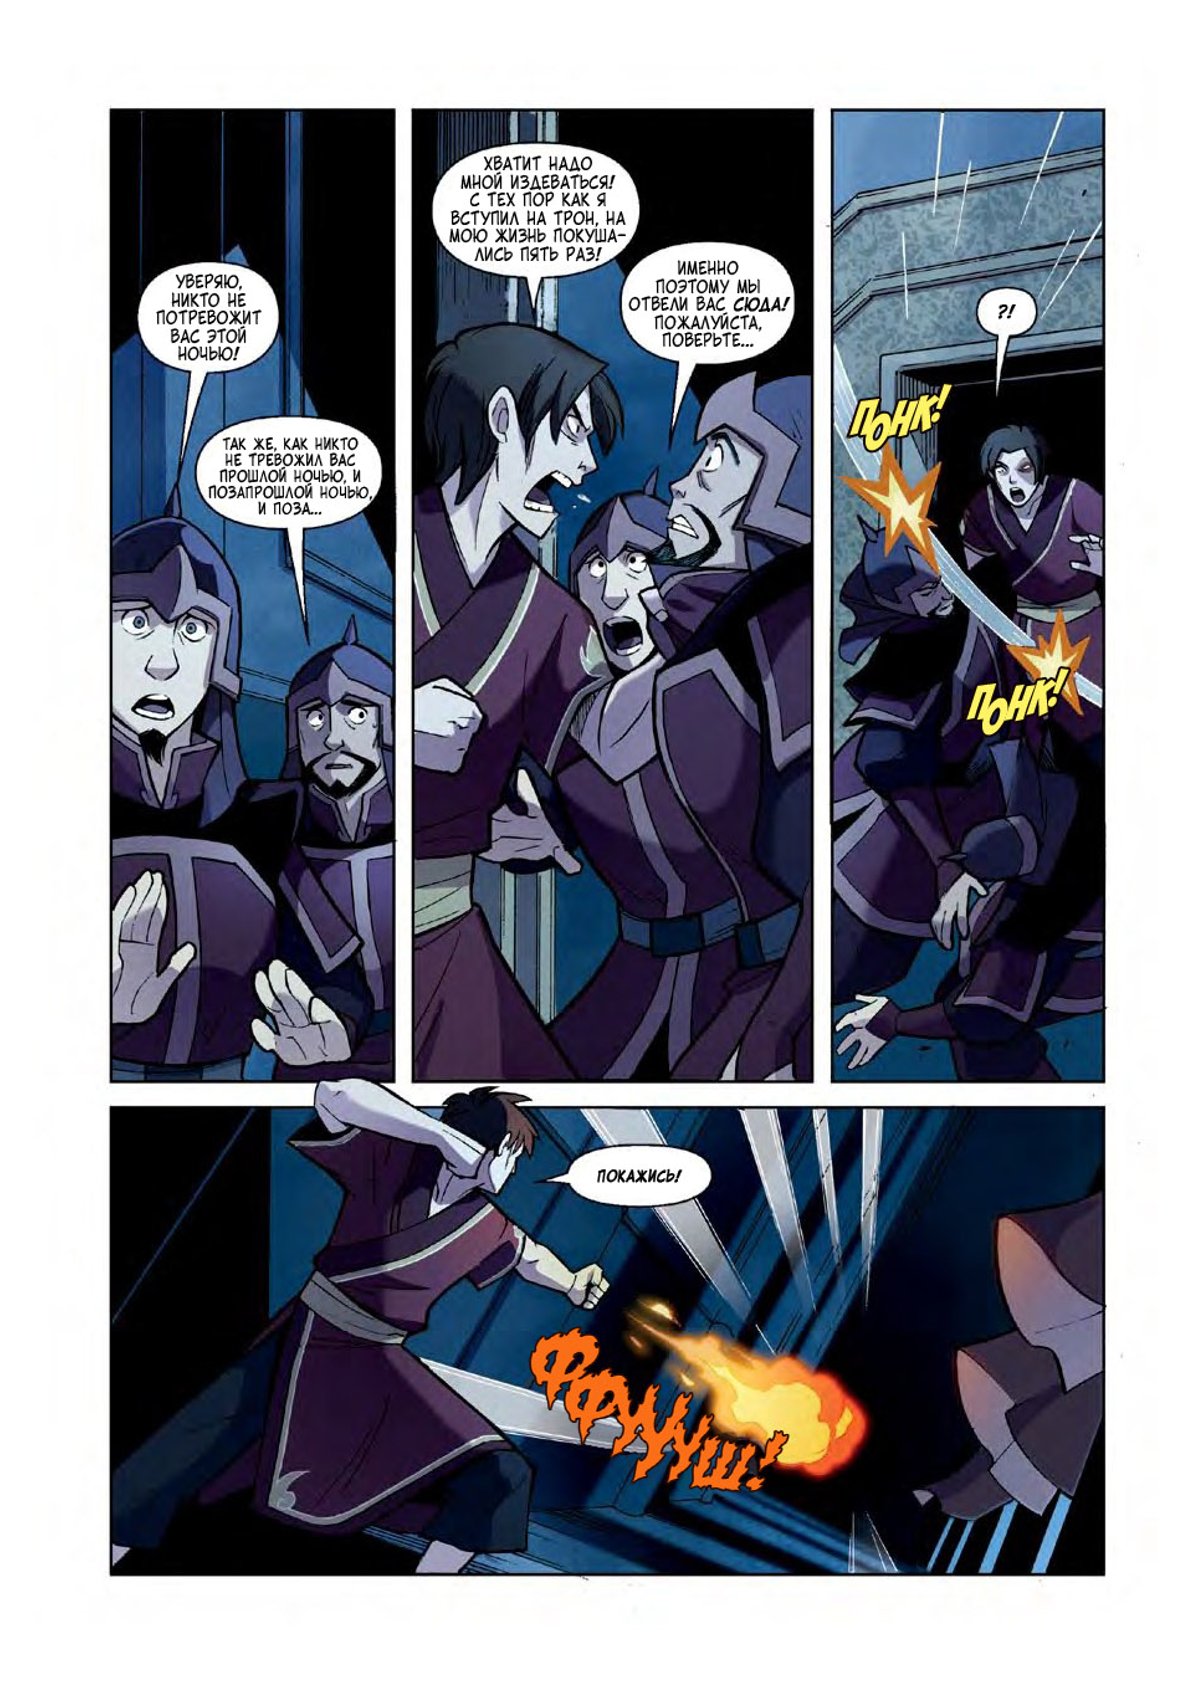 УВЕРЯЮ,
НИКТО НЕ
ПОТРЕВОЖИТ
ВАС ЭТОЙ
НОЧЬЮ!
ТАК ЖЕ, КАК НИКТО
НЕ ТРЕВОЖИЛ ВАС
ПРОШЛОЙ НОЧЬЮ, И
ПОЗАПРОШЛОЙ НОЧЬЮ,
И ПОЗА...
ХВАТИТ НАДО
МНОЙ ИЗДЕВАТЬСЯ!
С ТЕХ ПОР КАК Я
ВСТУПИЛ НА ТРОН, НА
МОЮ ЖИЗНЬ ПОКУША-
ЛИСЬ ПЯТЬ РАЗ!
ИМЕННО
ПОЭТОМУ МЫ
ОТВЕЛИ ВАС СЮДА!
ПОЖАЛУЙСТА,
ПОВЕРЬТЕ...
?!
ПОНК!
ПОНК!
ПОКАЖИСЬ!
ФФУУУШ!